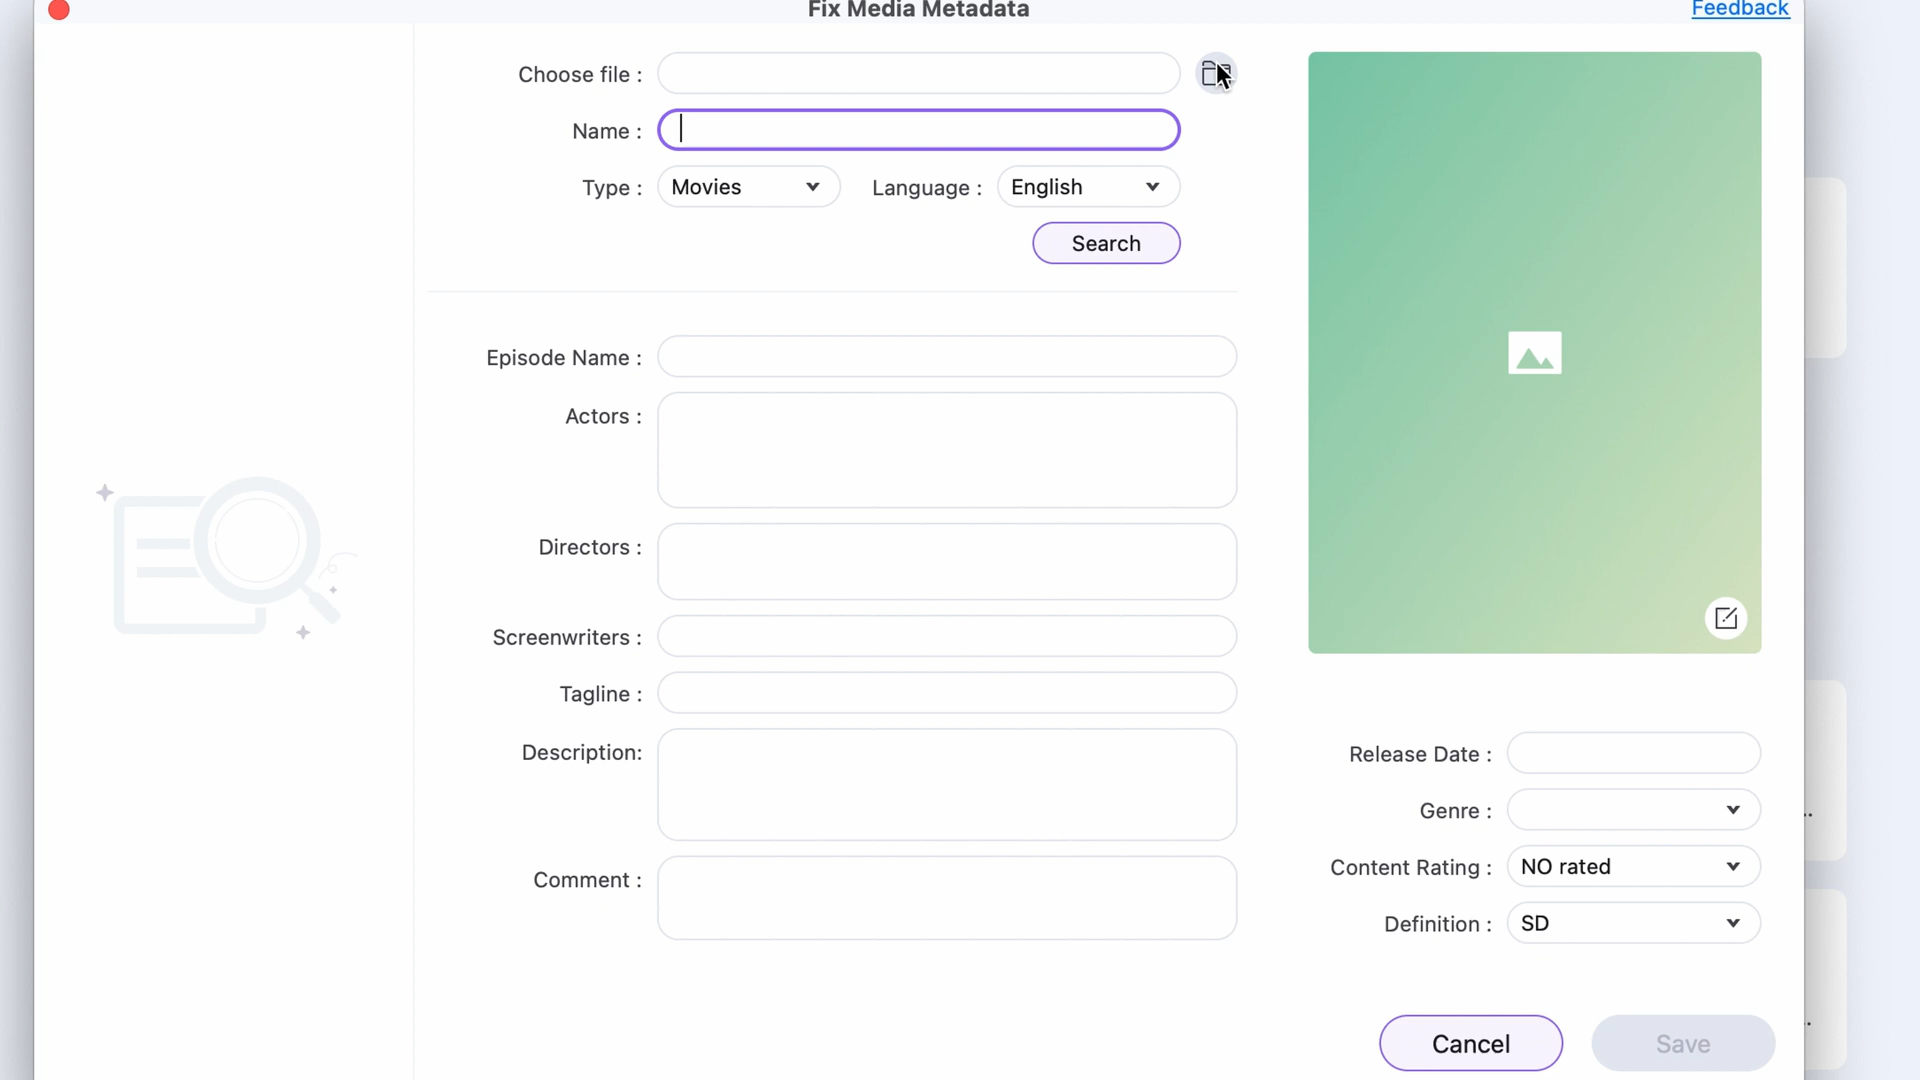 Fix Media Metadata
Feedback
Choose file :
Name :
Type :
Movies
Language :
English
Search
Episode Name :
Actors :
Directors :
Screenwriters :
Tagline :
Description:
Comment :
Release Date :
Genre :
Content Rating :
NO rated
Definition :
SD
Cancel
Save